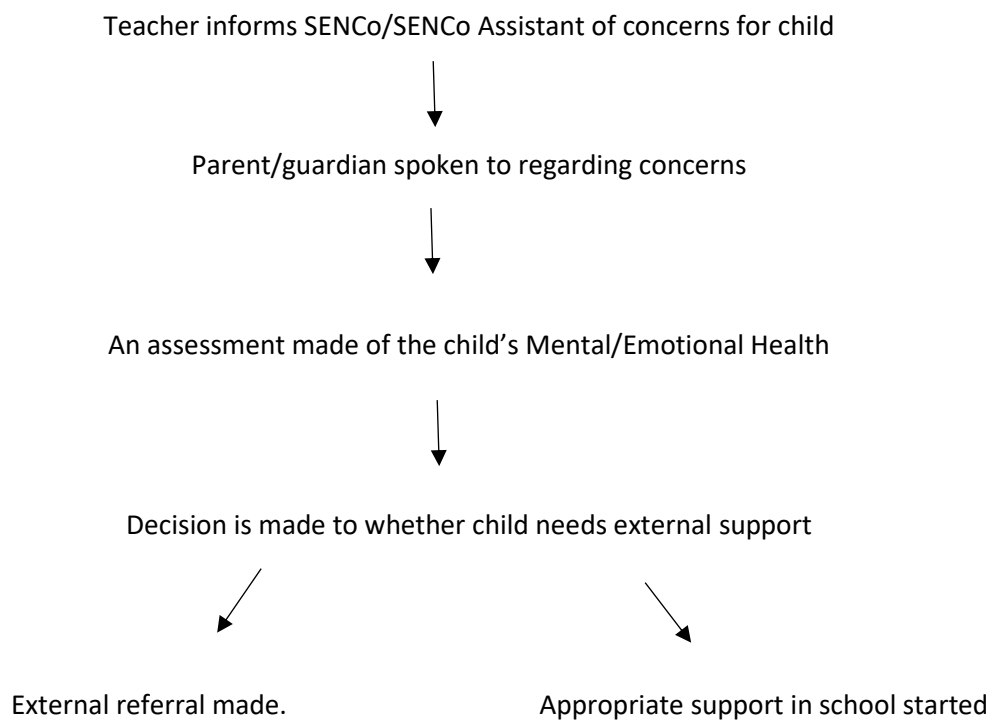 Teacher informs SENCo/SENCo Assistant of concerns for child
Parent/guardian spoken to regarding concerns
An assessment made of the child’s Mental/Emotional Health
Decision is made to whether child needs external support
External referral made.
Appropriate support in school started